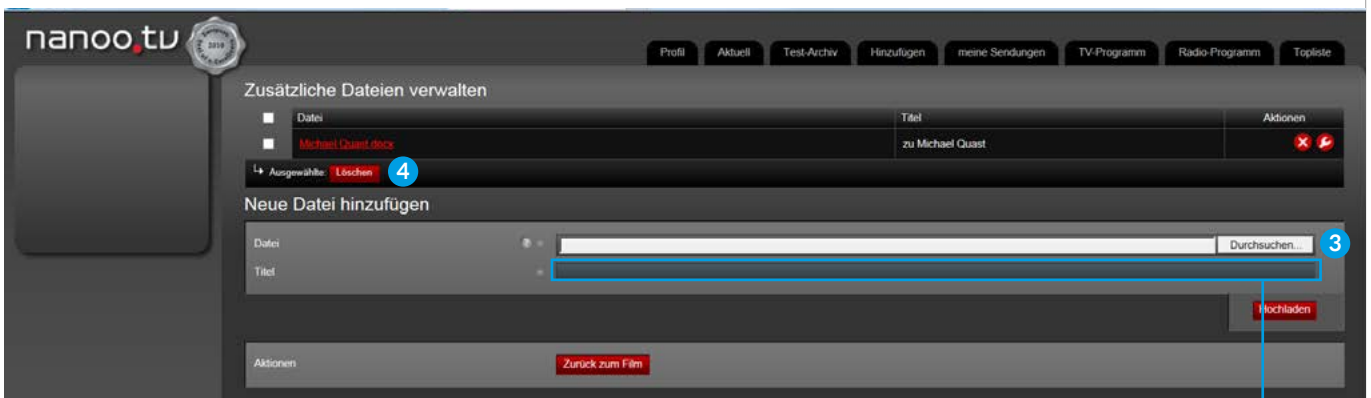 nanoo.tv
2010
Profil Aktuell Test-Archiv Hinzufügen meine Sendungen TV-Programm Radio-Programm Topliste
Zusätzliche Dateien verwalten
Datei Titel Aktionen
Michael Quast.docx zu Michael Quast
Ausgewählte: Löschen 4
Neue Datei hinzufügen
Datei Durchsuchen... 3
Titel
Hochladen
Aktionen Zurück zum Film